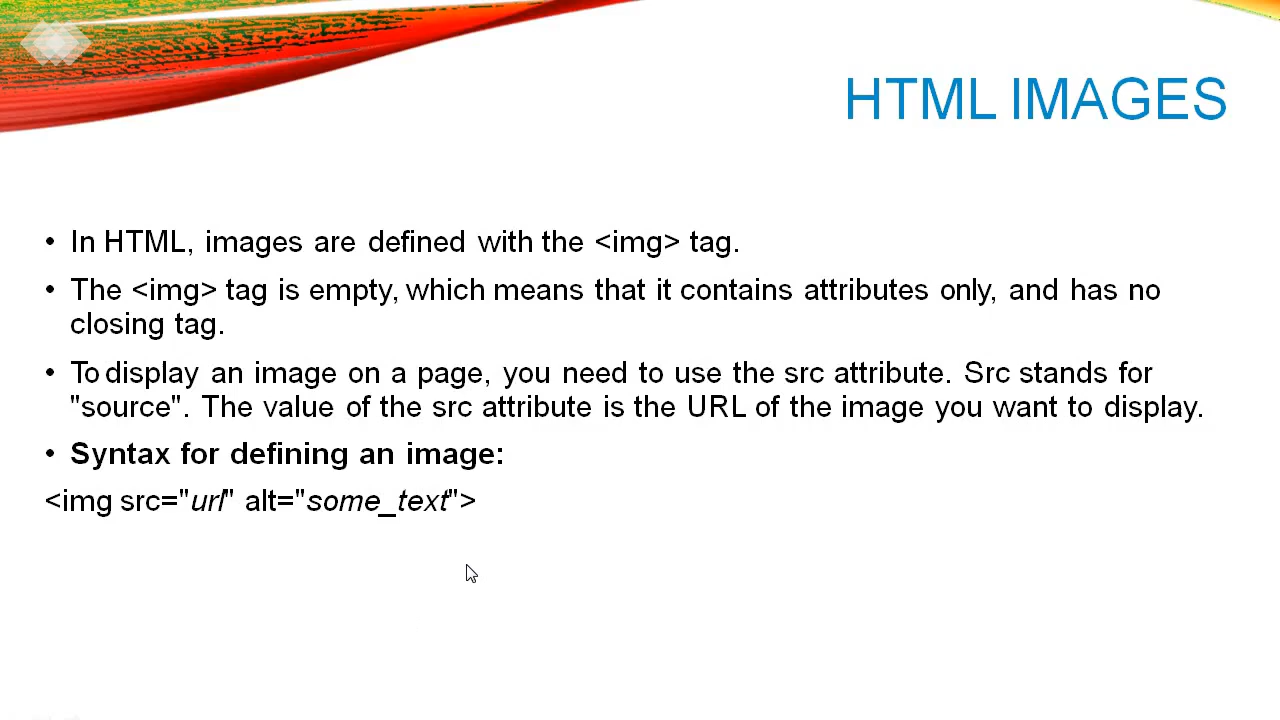 HTML IMAGES
• In HTML, images are defined with the <img> tag.
• The <img> tag is empty, which means that it contains attributes only, and has no
closing tag.
• To display an image on a page, you need to use the src attribute. Src stands for
"source". The value of the src attribute is the URL of the image you want to display.
• Syntax for defining an image:
<img src="url" alt="some_text">